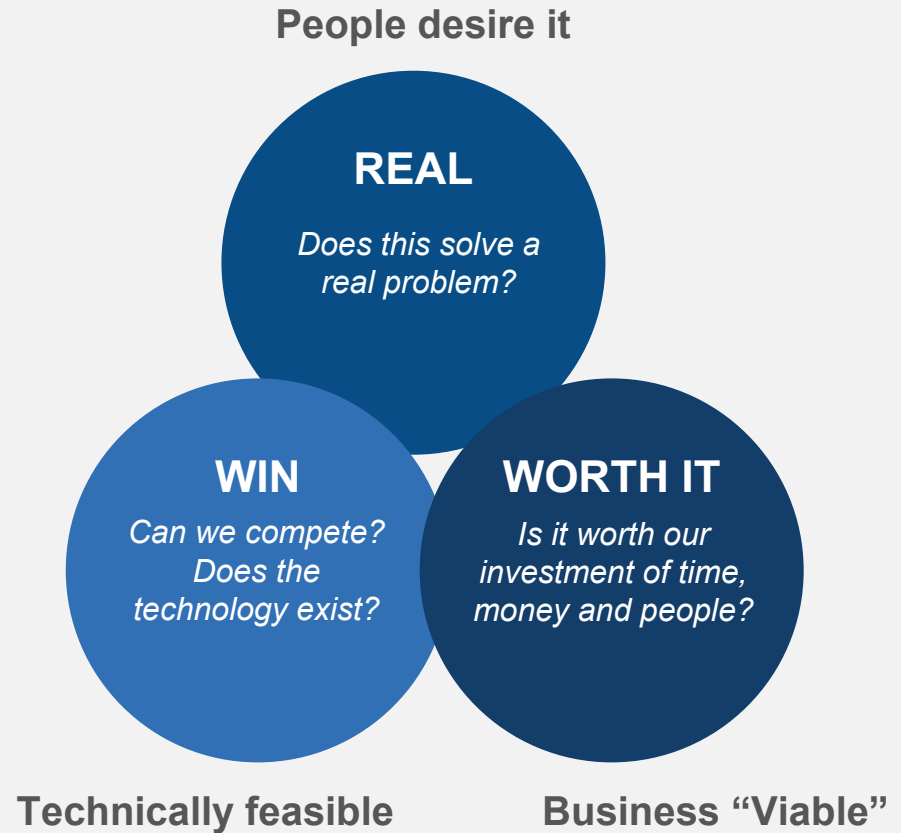 People desire it
REAL
Does this solve a
real problem?
WIN
Can we compete?
Does the
technology exist?
WORTH IT
Is it worth our
investment of time,
money and people?
Technically feasible
Business “Viable”